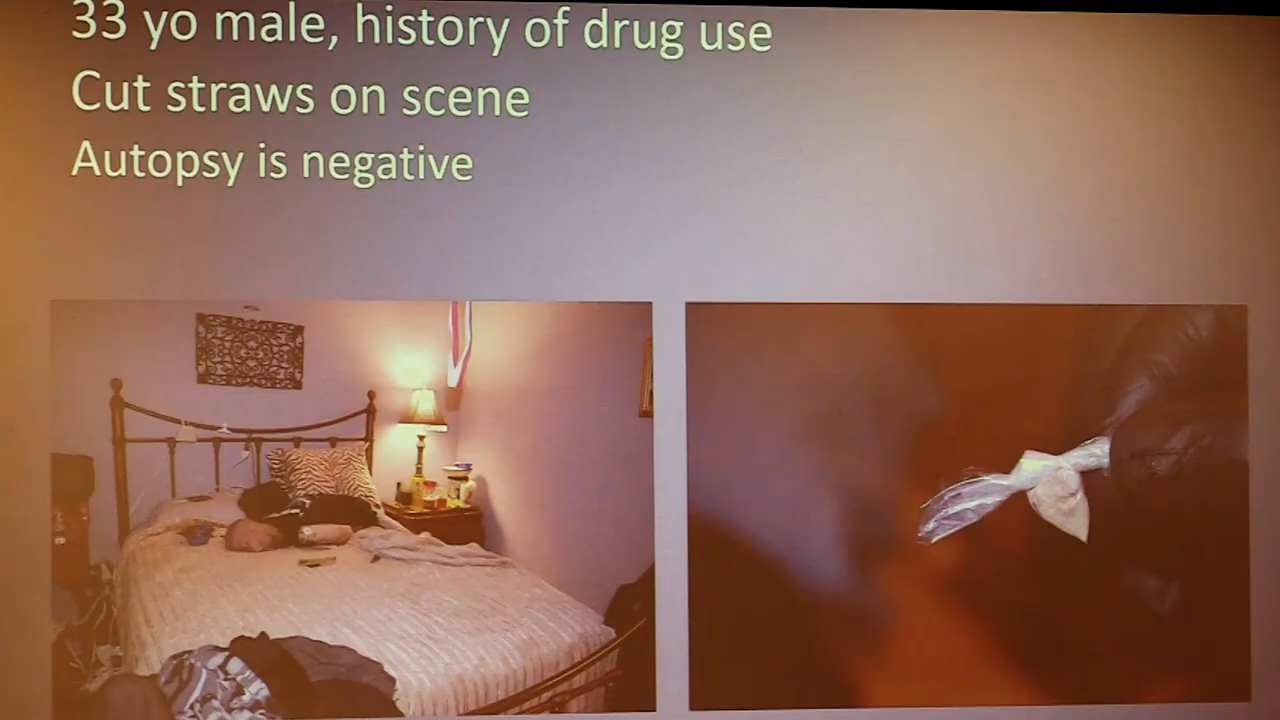 33 yo male, history of drug use
Cut straws on scene
Autopsy is negative